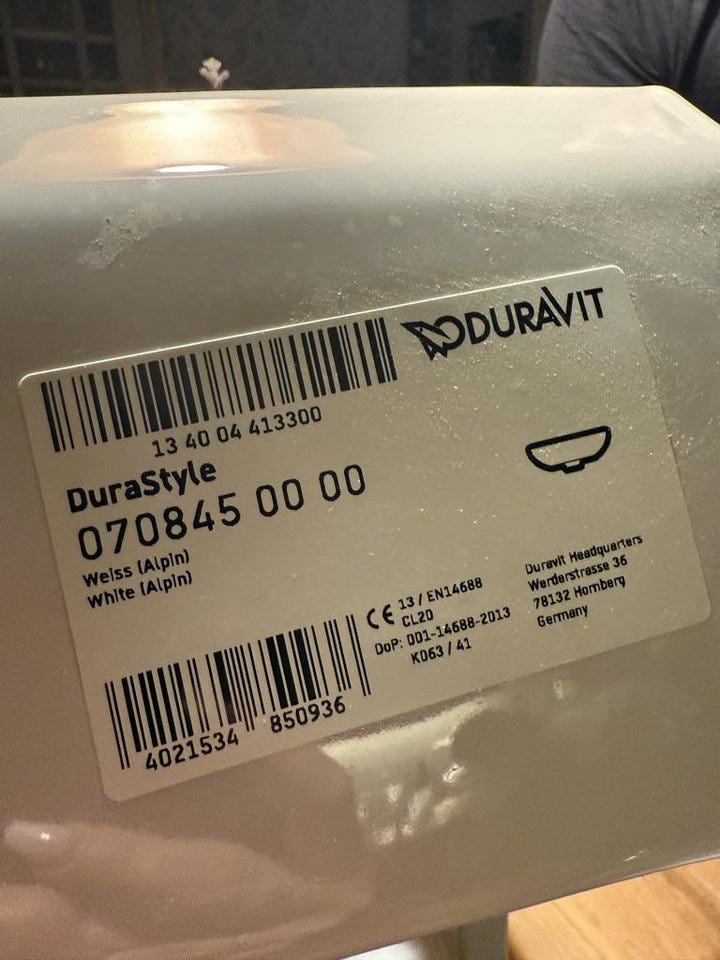 DURAVIT
13 40 04 413300
DuraStyle
070845 00 00
Weiss (Alpin)
White (Alpin)
CE 13 / EN14688
CL20
DoP: 001-14688-2013
K063 / 41
Duravit Headquarters
Werderstrasse 36
78132 Hornberg
Germany
4021534 850936